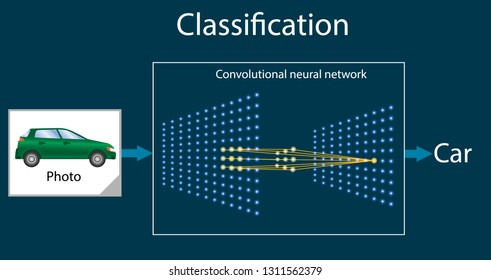 Classification
Convolutional neural network
Photo
Car
shutterstock.com · 1311562379